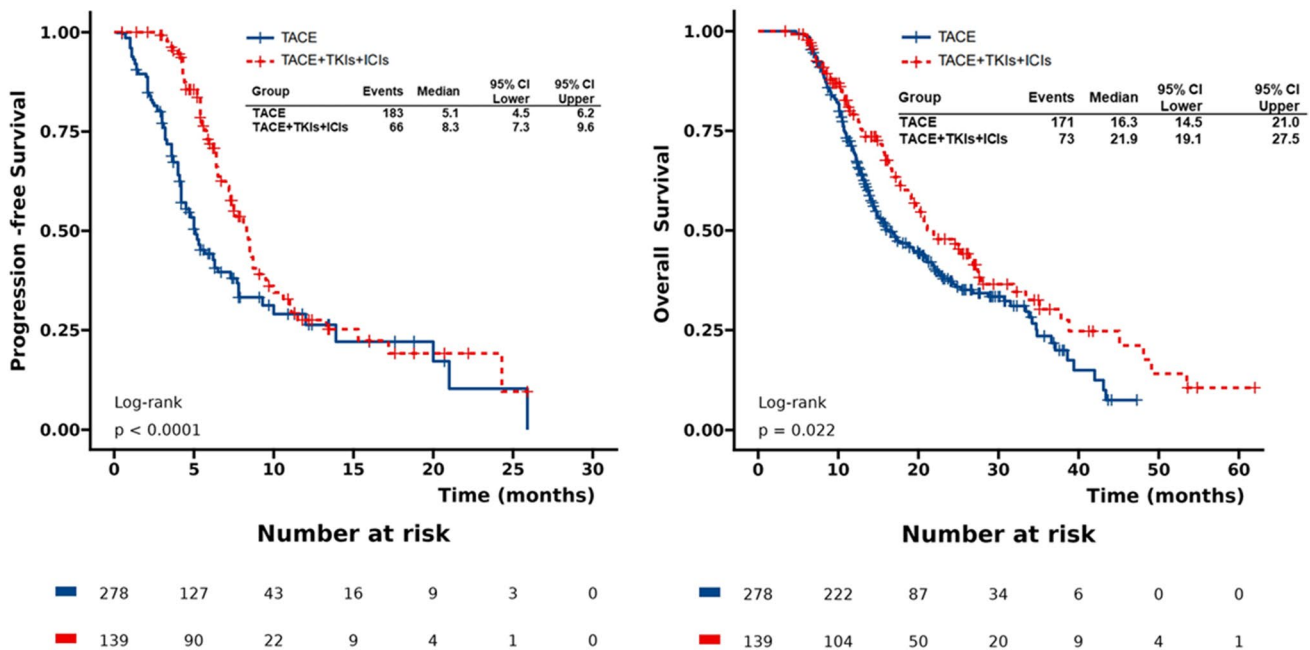 Progression -free Survival
1.00
0.75
0.50
0.25
0.00
TACE
TACE+TKIs+ICIs
Group Events Median 95% CI Lower 95% CI Upper
TACE 183 5.1 4.5 6.2
TACE+TKIs+ICIs 66 8.3 7.3 9.6
Log-rank
p < 0.0001
0 5 10 15 20 25 30
Time (months)
Number at risk
278 127 43 16 9 3 0
139 90 22 9 4 1 0
Overall Survival
1.00
0.75
0.50
0.25
0.00
TACE
TACE+TKIs+ICIs
Group Events Median 95% CI Lower 95% CI Upper
TACE 171 16.3 14.5 21.0
TACE+TKIs+ICIs 73 21.9 19.1 27.5
Log-rank
p = 0.022
0 10 20 30 40 50 60
Time (months)
Number at risk
278 222 87 34 6 0 0
139 104 50 20 9 4 1